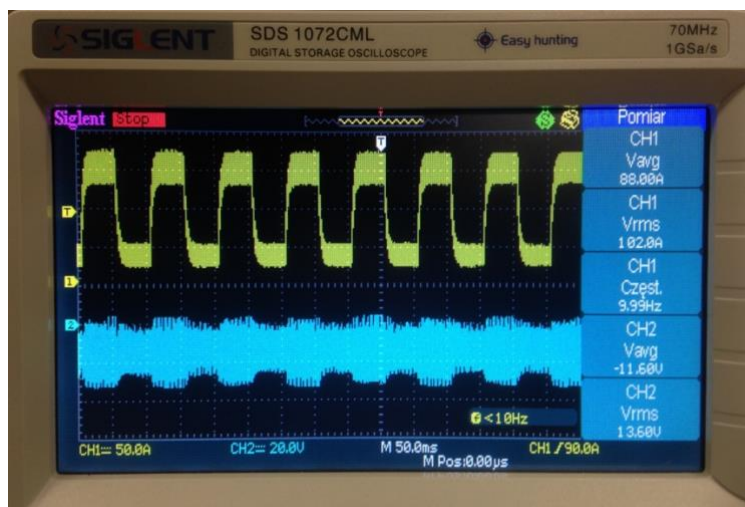 SIGLENT
SDS 1072CML
DIGITAL STORAGE OSCILLOSCOPE
Easy hunting
70MHz
1GSa/s
Siglent Stop
T
S
S
Pomiar
CH1
Vavg
88.00A
CH1
Vrms
102.0A
CH1
Częst.
9.99Hz
CH2
Vavg
-11.60V
CH2
Vrms
13.60V
T
1
2
f <10Hz
CH1 50.0A
CH2 20.0V
M 50.0ms
CH1 90.0A
M Pos:0.00µs